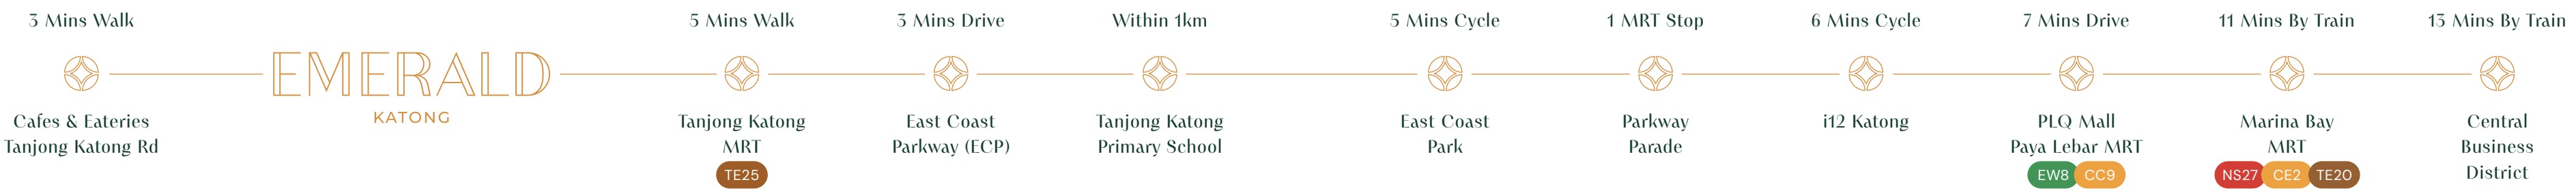 3 Mins Walk
Cafes & Eateries
Tanjong Katong Rd
EMERALD
KATONG
5 Mins Walk
Tanjong Katong
MRT
TE25
3 Mins Drive
East Coast
Parkway (ECP)
Within 1km
Tanjong Katong
Primary School
5 Mins Cycle
East Coast
Park
1 MRT Stop
Parkway
Parade
6 Mins Cycle
i12 Katong
7 Mins Drive
PLQ Mall
Paya Lebar MRT
EW8 CC9
11 Mins By Train
Marina Bay
MRT
NS27 CE2 TE20
13 Mins By Train
Central
Business
District